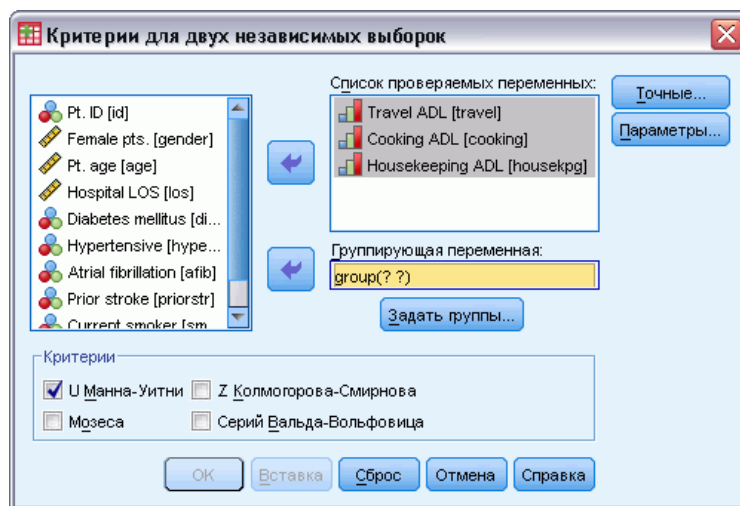 Критерии для двух независимых выборок
Pt. ID [id]
Female pts. [gender]
Pt. age [age]
Hospital LOS [los]
Diabetes mellitus [di...
Hypertensive [hype...
Atrial fibrillation [afib]
Prior stroke [priorstr]
Current smoker [sm
Список проверяемых переменных:
Travel ADL [travel]
Cooking ADL [cooking]
Housekeeping ADL [housekpg]
Группирующая переменная:
group(? ?)
Задать группы...
Точные...
Параметры...
Критерии
U Манна-Уитни
Z Колмогорова-Смирнова
Мозеса
Серий Вальда-Вольфовица
OK
Вставка
Сброс
Отмена
Справка